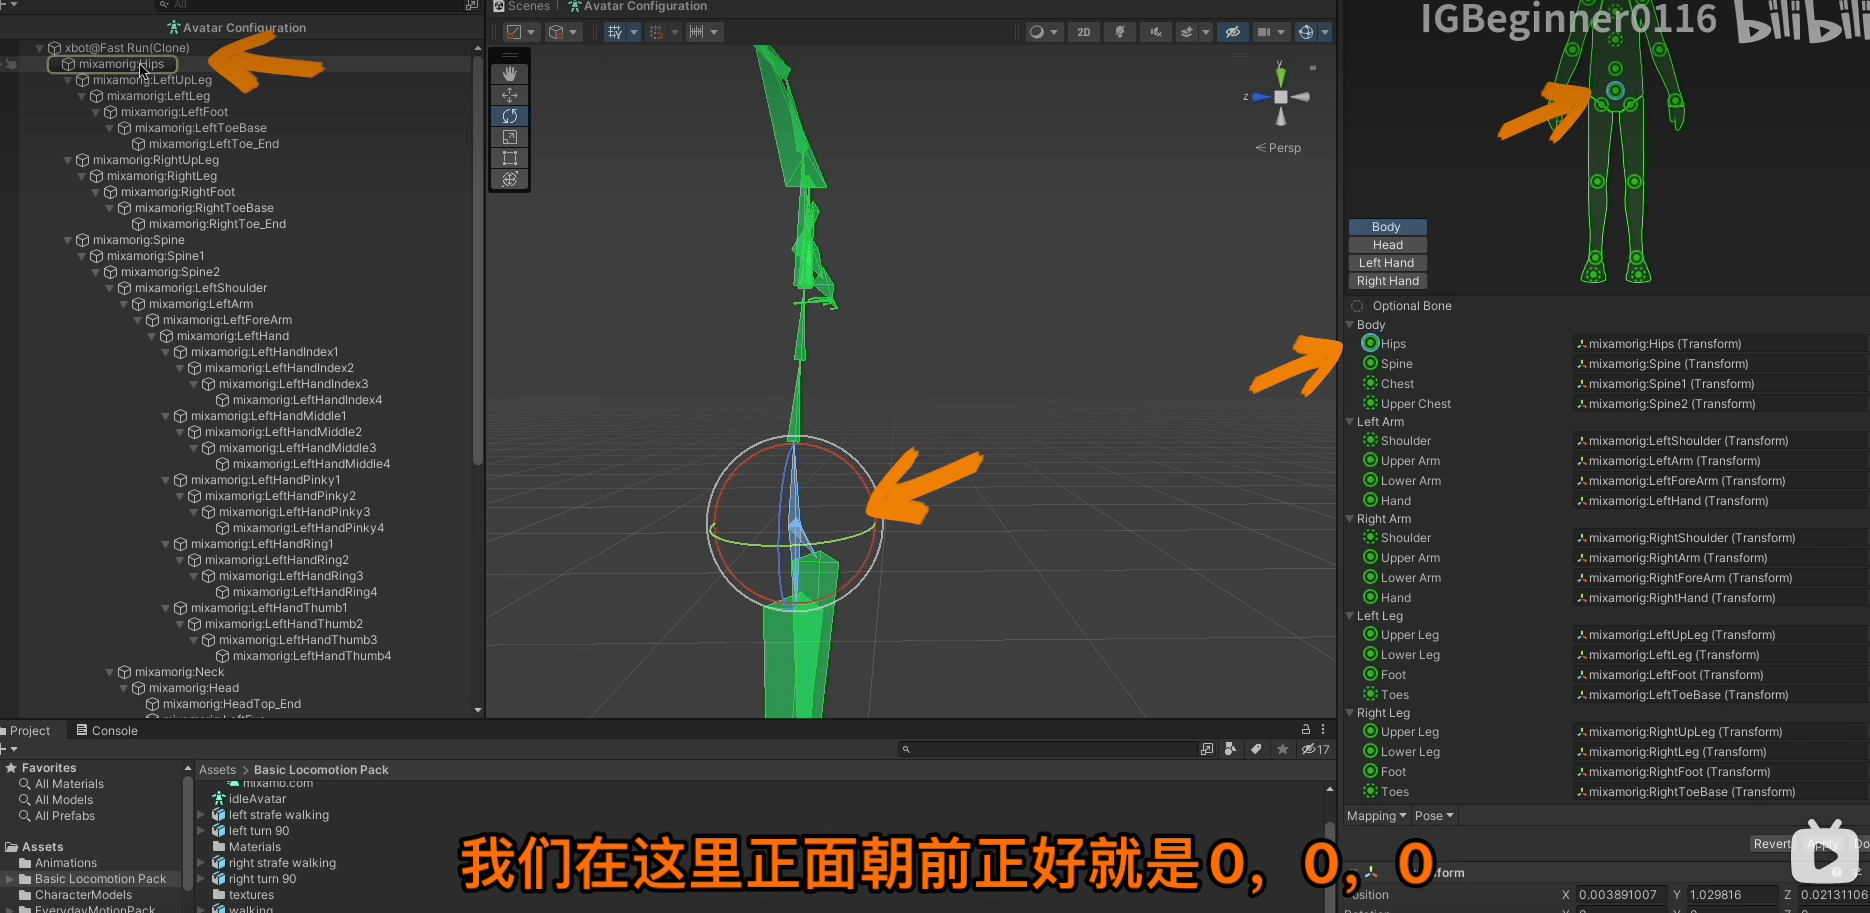 All
Avatar Configuration
xbot@Fast Run(Clone)
mixamorig:Hips
mixamorig:LeftUpLeg
mixamorig:LeftLeg
mixamorig:LeftFoot
mixamorig:LeftToeBase
mixamorig:LeftToe_End
mixamorig:RightUpLeg
mixamorig:RightLeg
mixamorig:RightFoot
mixamorig:RightToeBase
mixamorig:RightToe_End
mixamorig:Spine
mixamorig:Spine1
mixamorig:Spine2
mixamorig:LeftShoulder
mixamorig:LeftArm
mixamorig:LeftForeArm
mixamorig:LeftHand
mixamorig:LeftHandIndex1
mixamorig:LeftHandIndex2
mixamorig:LeftHandIndex3
mixamorig:LeftHandIndex4
mixamorig:LeftHandMiddle1
mixamorig:LeftHandMiddle2
mixamorig:LeftHandMiddle3
mixamorig:LeftHandMiddle4
mixamorig:LeftHandPinky1
mixamorig:LeftHandPinky2
mixamorig:LeftHandPinky3
mixamorig:LeftHandPinky4
mixamorig:LeftHandRing1
mixamorig:LeftHandRing2
mixamorig:LeftHandRing3
mixamorig:LeftHandRing4
mixamorig:LeftHandThumb1
mixamorig:LeftHandThumb2
mixamorig:LeftHandThumb3
mixamorig:LeftHandThumb4
mixamorig:Neck
mixamorig:Head
mixamorig:HeadTop_End
Scenes > Avatar Configuration
2D
y
z
< Persp
IGBeginner0116 bilibili
Body
Head
Left Hand
Right Hand
Optional Bone
Body
Hips mixamorig:Hips (Transform)
Spine mixamorig:Spine (Transform)
Chest mixamorig:Spine1 (Transform)
Upper Chest mixamorig:Spine2 (Transform)
Left Arm
Shoulder mixamorig:LeftShoulder (Transform)
Upper Arm mixamorig:LeftArm (Transform)
Lower Arm mixamorig:LeftForeArm (Transform)
Hand mixamorig:LeftHand (Transform)
Right Arm
Shoulder mixamorig:RightShoulder (Transform)
Upper Arm mixamorig:RightArm (Transform)
Lower Arm mixamorig:RightForeArm (Transform)
Hand mixamorig:RightHand (Transform)
Left Leg
Upper Leg mixamorig:LeftUpLeg (Transform)
Lower Leg mixamorig:LeftLeg (Transform)
Foot mixamorig:LeftFoot (Transform)
Toes mixamorig:LeftToeBase (Transform)
Right Leg
Upper Leg mixamorig:RightUpLeg (Transform)
Lower Leg mixamorig:RightLeg (Transform)
Foot mixamorig:RightFoot (Transform)
Toes mixamorig:RightToeBase (Transform)
Mapping Pose
Revert Apply Do
Position X 0.003891007 Y 1.029816 Z 0.02131106
Project Console
17
Favorites
All Materials
All Models
All Prefabs
Assets
Animations
Basic Locomotion Pack
CharacterModels
EverydayMotionPack
Assets > Basic Locomotion Pack
mixamo.com
idleAvatar
left strafe walking
left turn 90
Materials
right strafe walking
right turn 90
textures
walking
我们在这里正面朝前正好就是0，0，0